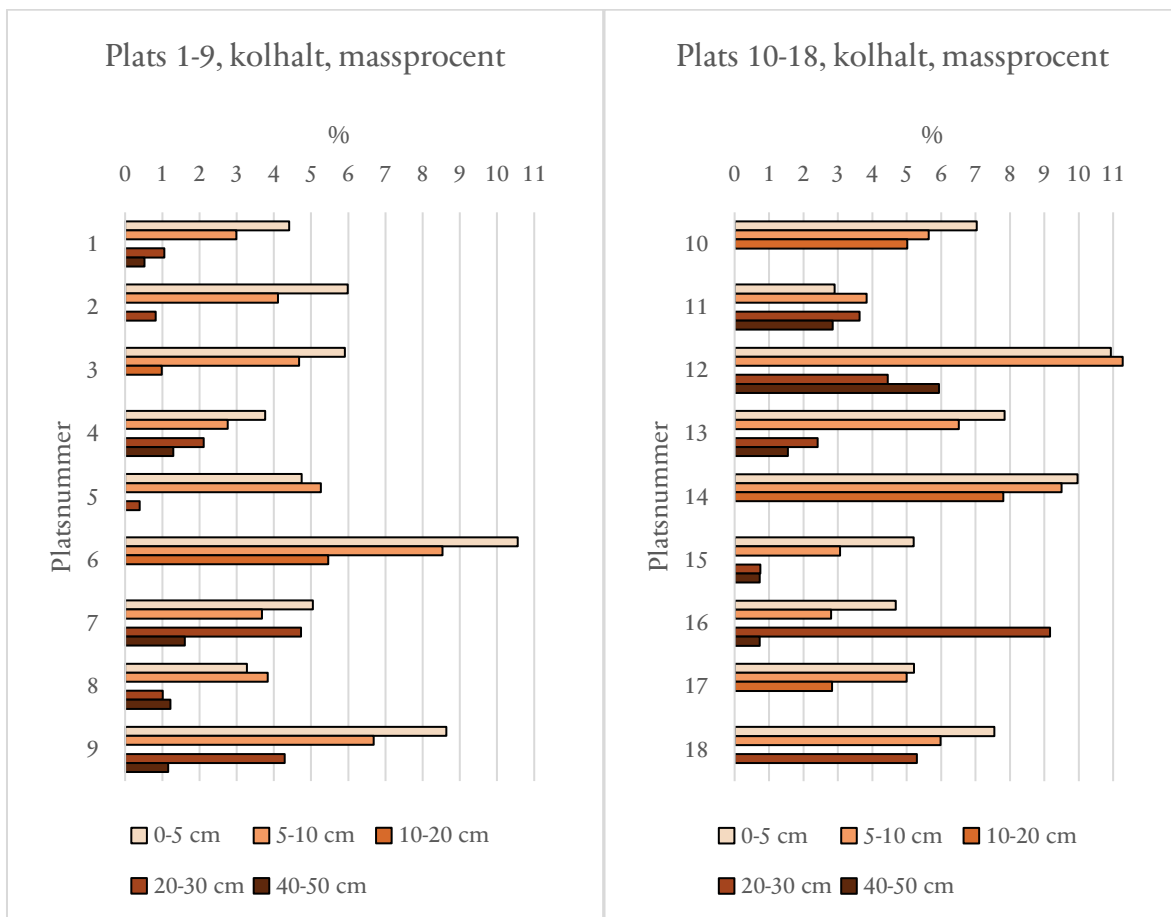 Plats 1-9, kolhalt, massprocent
%
0 1 2 3 4 5 6 7 8 9 10 11
Platsnummer
1
2
3
4
5
6
7
8
9
0-5 cm 5-10 cm 10-20 cm
20-30 cm 40-50 cm
Plats 10-18, kolhalt, massprocent
%
0 1 2 3 4 5 6 7 8 9 10 11
Platsnummer
10
11
12
13
14
15
16
17
18
0-5 cm 5-10 cm 10-20 cm
20-30 cm 40-50 cm